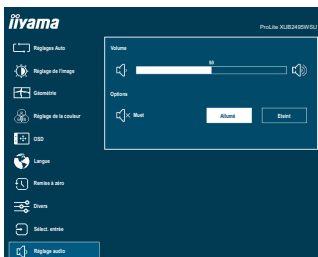 iiyama
ProLite XUB2495WSU
Réglages Auto
Réglage de l'image
Géométrie
Réglage de la couleur
OSD
Langue
Remise à zéro
Divers
Sélect. entrée
Réglage audio
Volume
50
Options
Muet
Allumé
Eteint